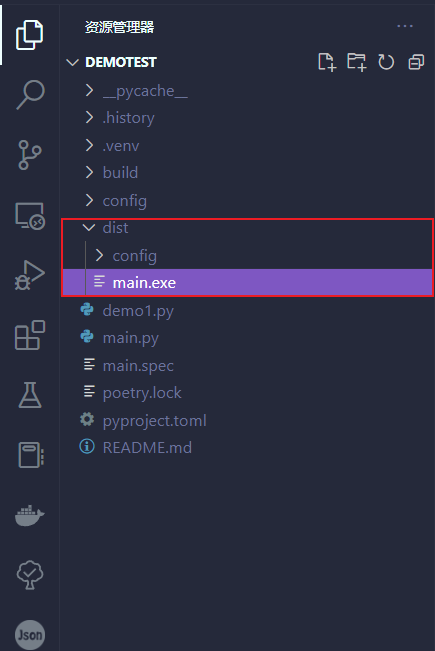 资源管理器
DEMOTEST
__pycache__
.history
.venv
build
config
dist
config
main.exe
demo1.py
main.py
main.spec
poetry.lock
pyproject.toml
README.md
Json